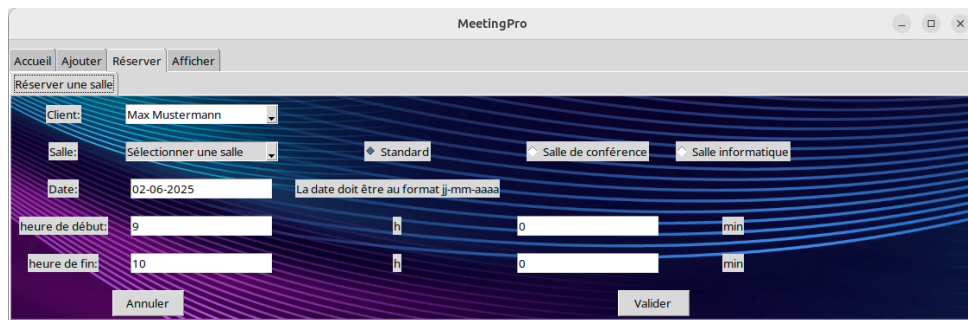 MeetingPro
Accueil Ajouter Réserver Afficher
Réserver une salle
Client: Max Mustermann
Salle: Sélectionner une salle Standard Salle de conférence Salle informatique
Date: 02-06-2025 La date doit être au format jj-mm-aaaa
heure de début: 9 h 0 min
heure de fin: 10 h 0 min
Annuler Valider